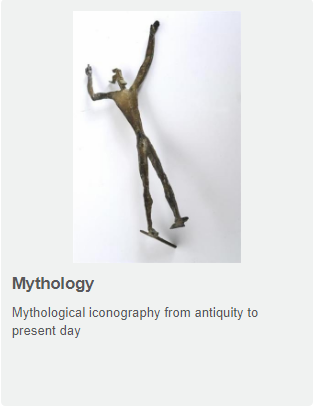 Mythology
Mythological iconography from antiquity to
present day